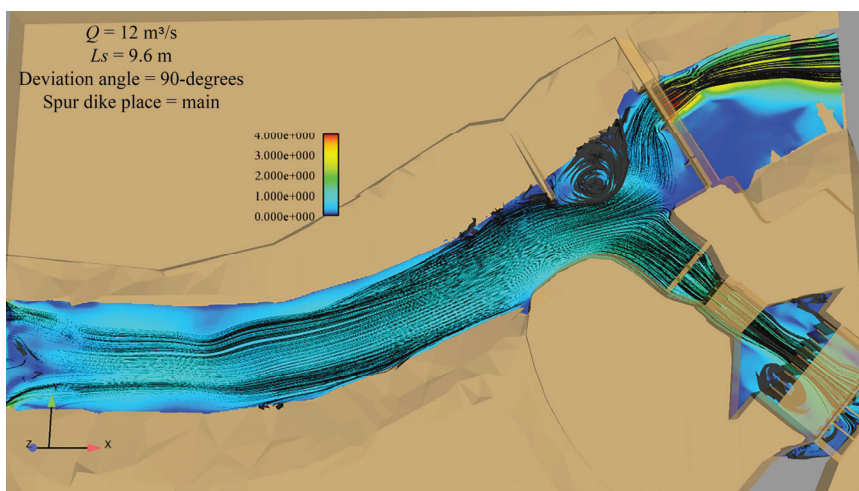 Q = 12 m³/s
Ls = 9.6 m
Deviation angle = 90-degrees
Spur dike place = main
4.000e+000
3.000e+000
2.000e+000
1.000e+000
0.000e+000
z
x